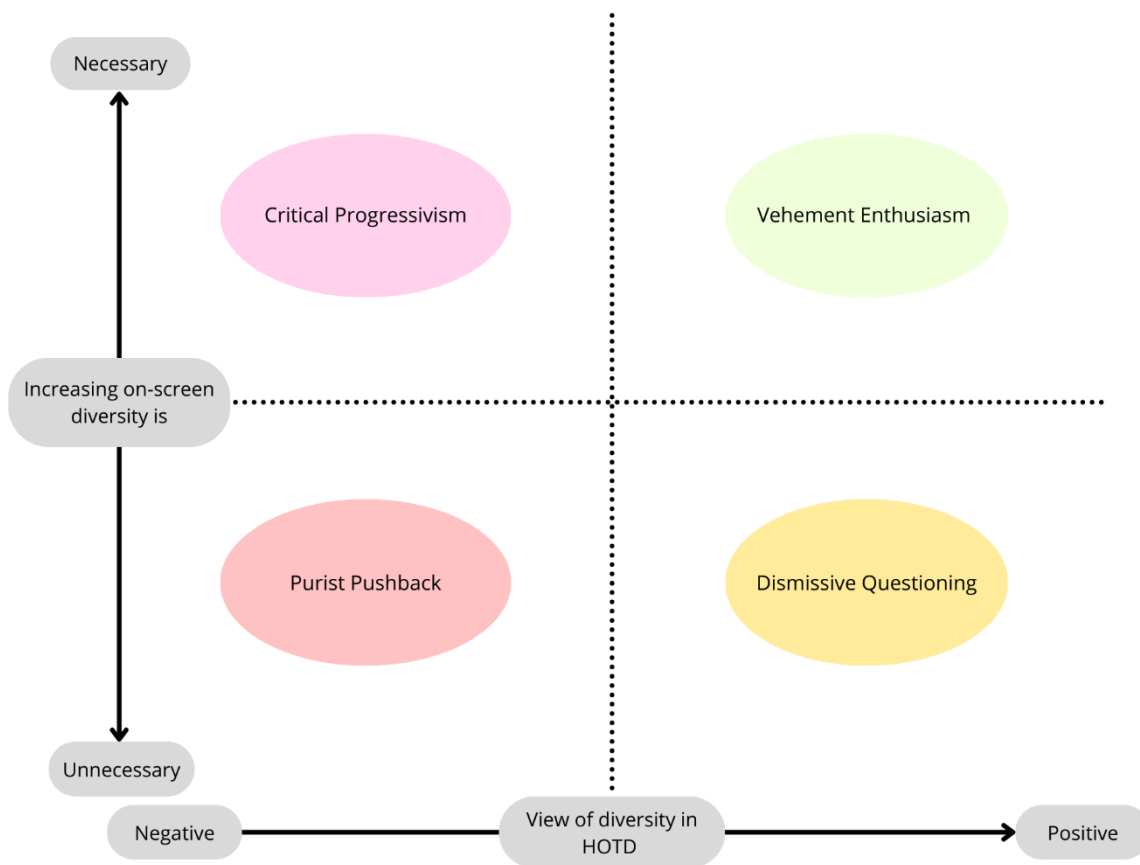 Necessary
Critical Progressivism
Vehement Enthusiasm
Increasing on-screen
diversity is
Purist Pushback
Dismissive Questioning
Unnecessary
Negative
View of diversity in
HOTD
Positive